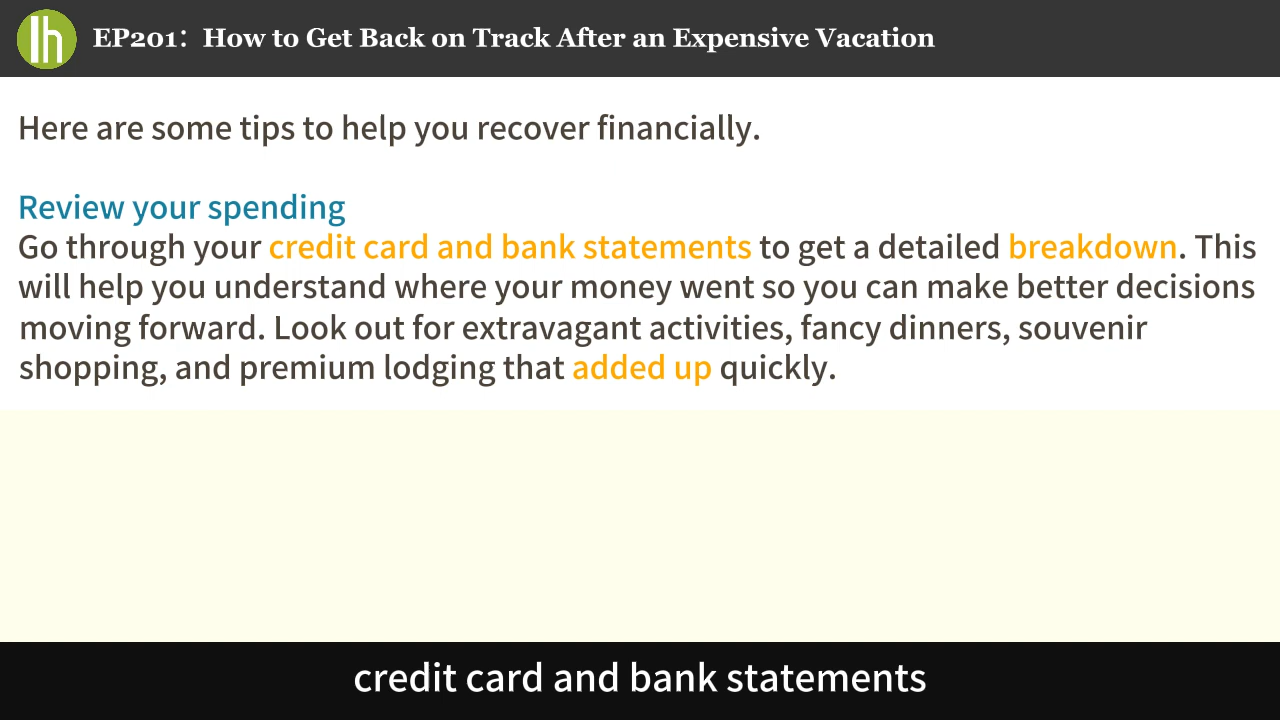 lh
EP201: How to Get Back on Track After an Expensive Vacation
Here are some tips to help you recover financially.
Review your spending
Go through your credit card and bank statements to get a detailed breakdown. This
will help you understand where your money went so you can make better decisions
moving forward. Look out for extravagant activities, fancy dinners, souvenir
shopping, and premium lodging that added up quickly.
credit card and bank statements